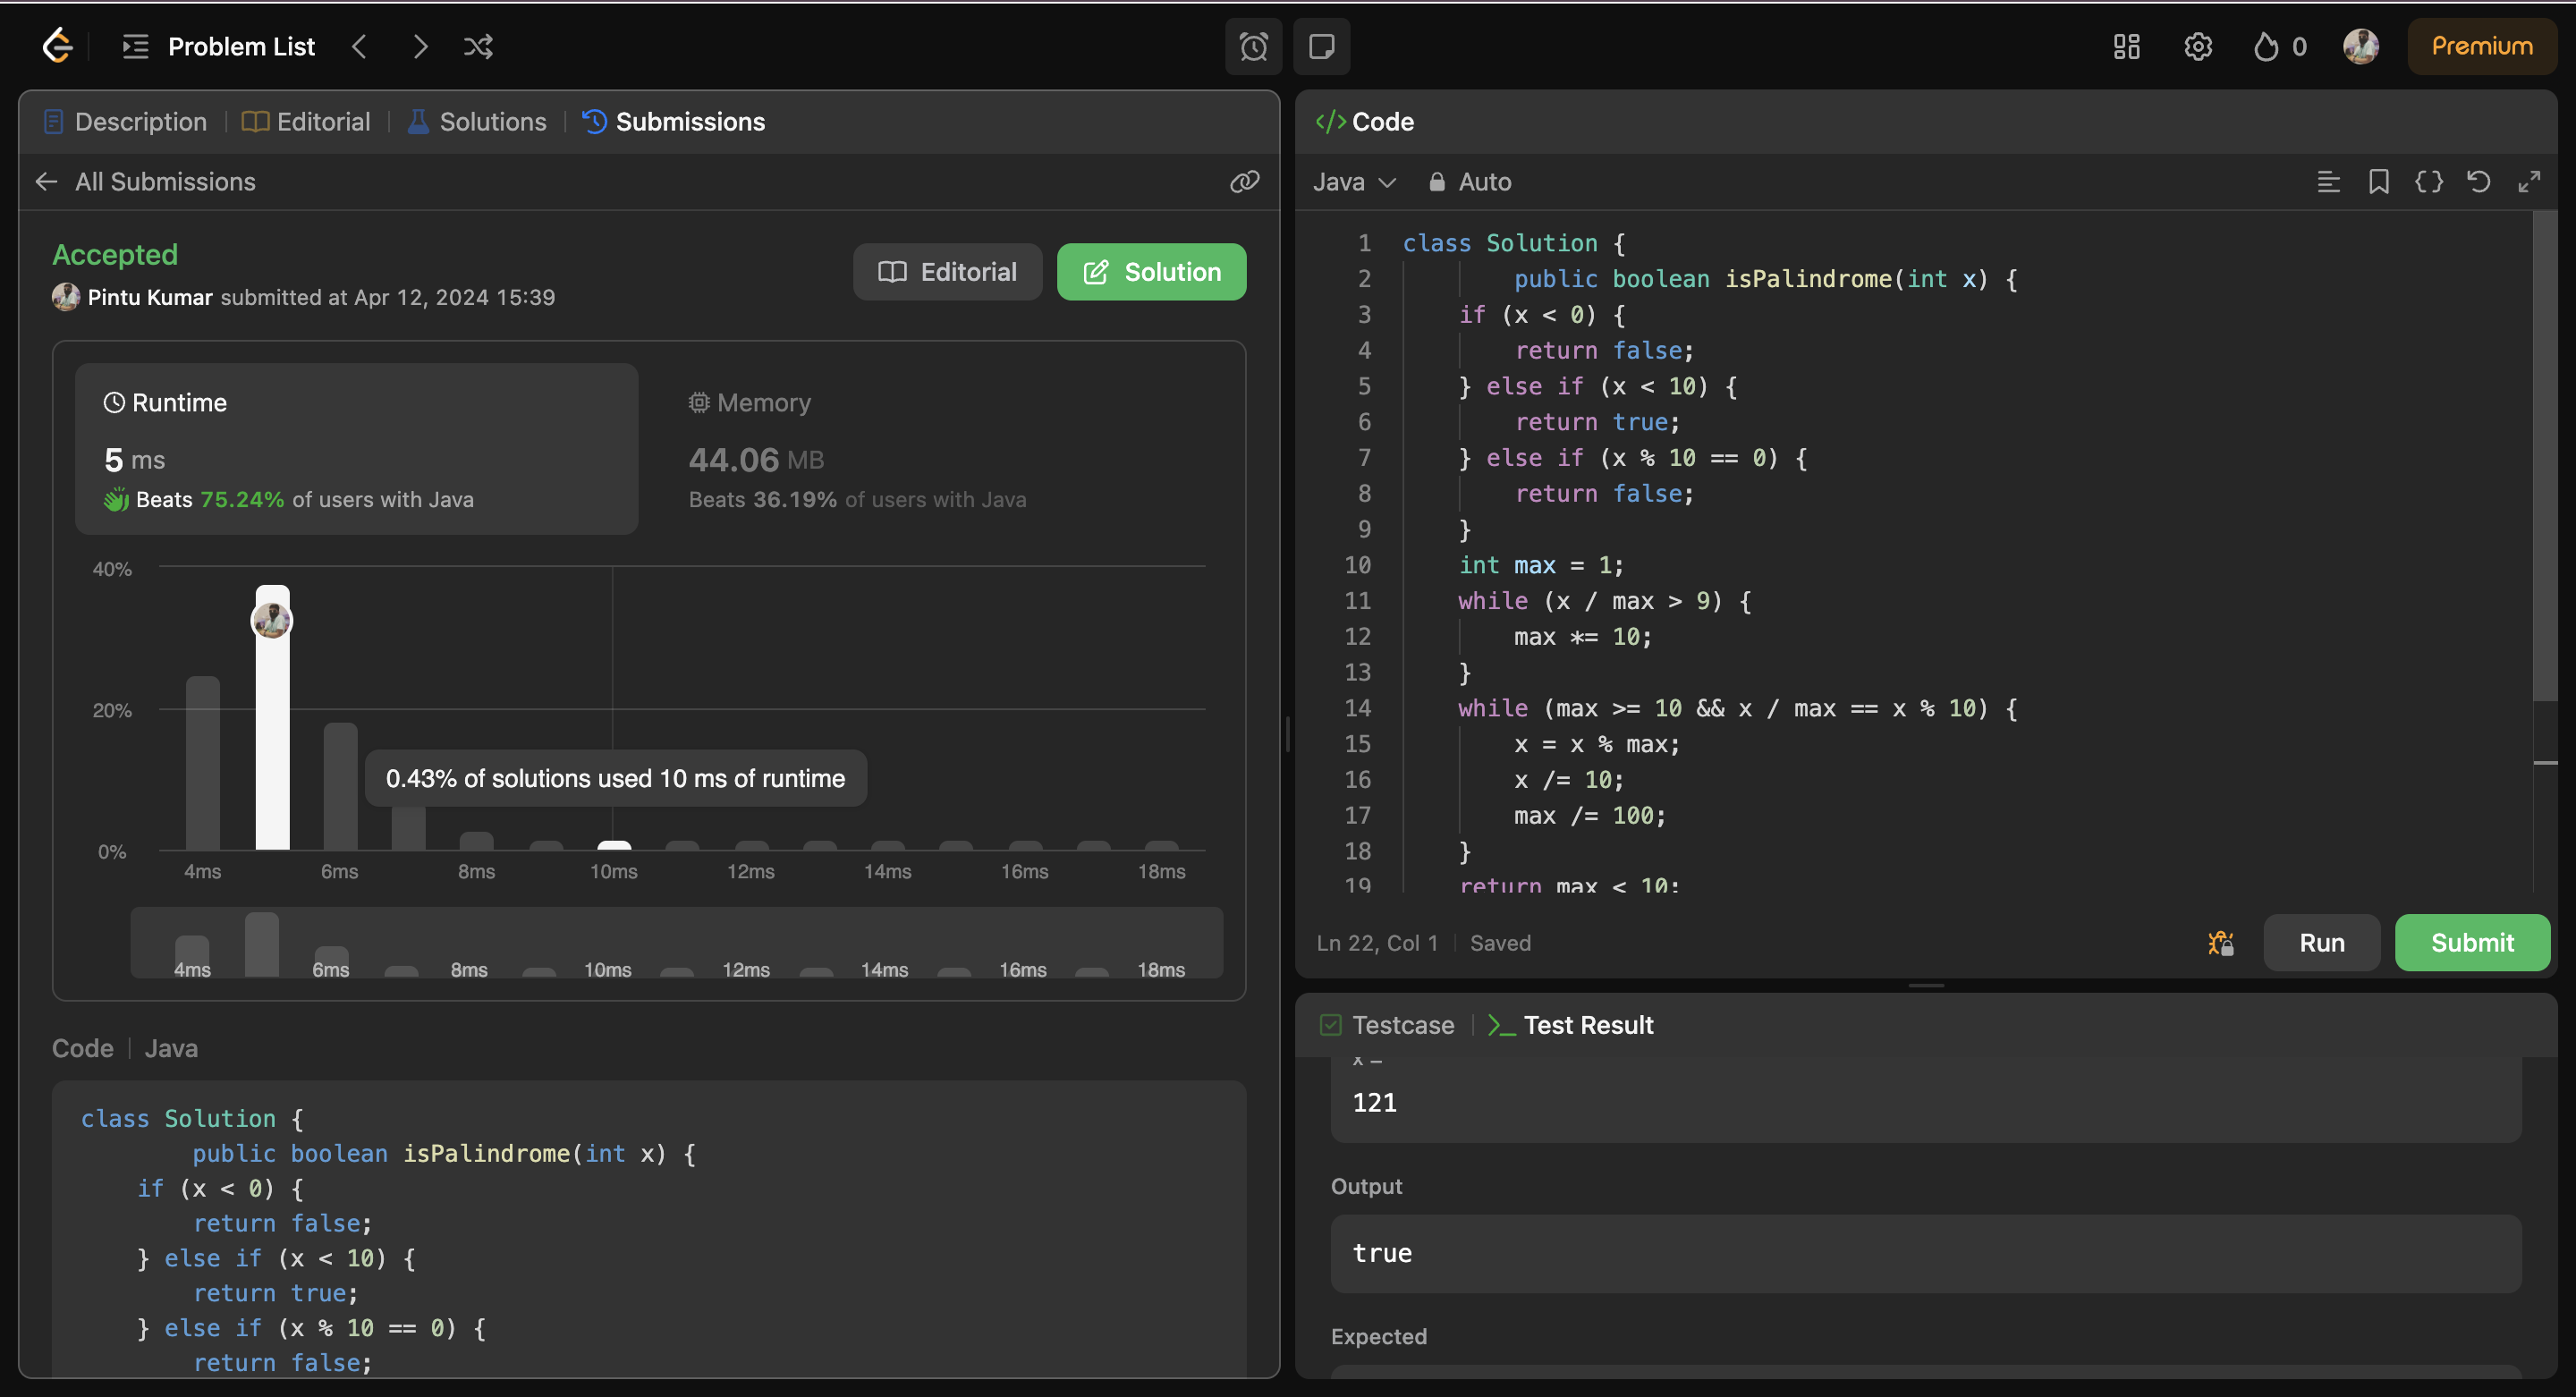 Problem List
0
Premium
Description
Editorial
Solutions
Submissions
All Submissions
Accepted
Pintu Kumar submitted at Apr 12, 2024 15:39
Editorial
Solution
Runtime
5 ms
Beats 75.24% of users with Java
Memory
44.06 MB
Beats 36.19% of users with Java
40%
20%
0%
0.43% of solutions used 10 ms of runtime
4ms 6ms 8ms 10ms 12ms 14ms 16ms 18ms
4ms 6ms 8ms 10ms 12ms 14ms 16ms 18ms
Code | Java
class Solution {
public boolean isPalindrome(int x) {
if (x < 0) {
return false;
} else if (x < 10) {
return true;
} else if (x % 10 == 0) {
return false;
</> Code
Java
Auto
1 class Solution {
2 public boolean isPalindrome(int x) {
3 if (x < 0) {
4 return false;
5 } else if (x < 10) {
6 return true;
7 } else if (x % 10 == 0) {
8 return false;
9 }
10 int max = 1;
11 while (x / max > 9) {
12 max *= 10;
13 }
14 while (max >= 10 && x / max == x % 10) {
15 x = x % max;
16 x /= 10;
17 max /= 100;
18 }
19 return max < 10;
Ln 22, Col 1 | Saved
Run
Submit
Testcase
Test Result
x =
121
Output
true
Expected